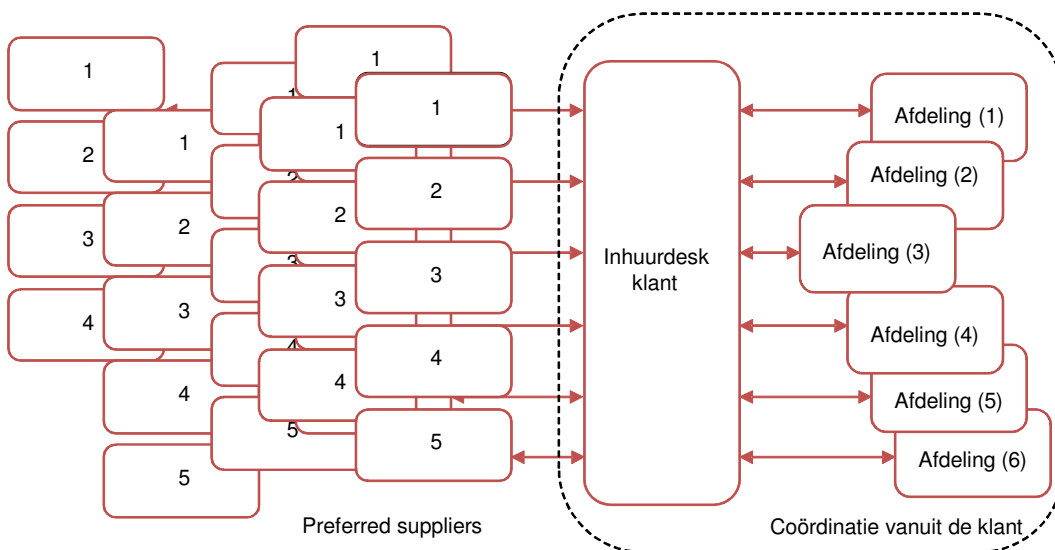 1
2
3
4
1
2
3
4
5
1
3
4
5
1
1
2
3
4
1
2
3
4
5
Preferred suppliers
Inhuurdesk
klant
Afdeling (1)
Afdeling (2)
Afdeling (3)
Afdeling (4)
Afdeling (5)
Afdeling (6)
Coördinatie vanuit de klant